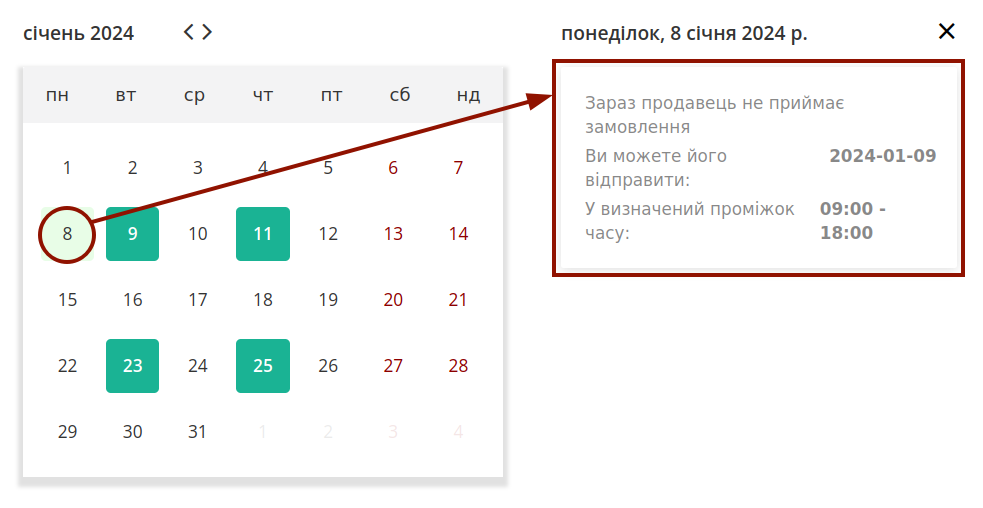 січень 2024
пн вт ср чт пт сб нд
1 2 3 4 5 6 7
8 9 10 11 12 13 14
15 16 17 18 19 20 21
22 23 24 25 26 27 28
29 30 31 1 2 3 4
понеділок, 8 січня 2024 р.
Зараз продавець не приймає
замовлення
Ви можете його 2024-01-09
відправити:
У визначений проміжок 09:00 -
часу: 18:00